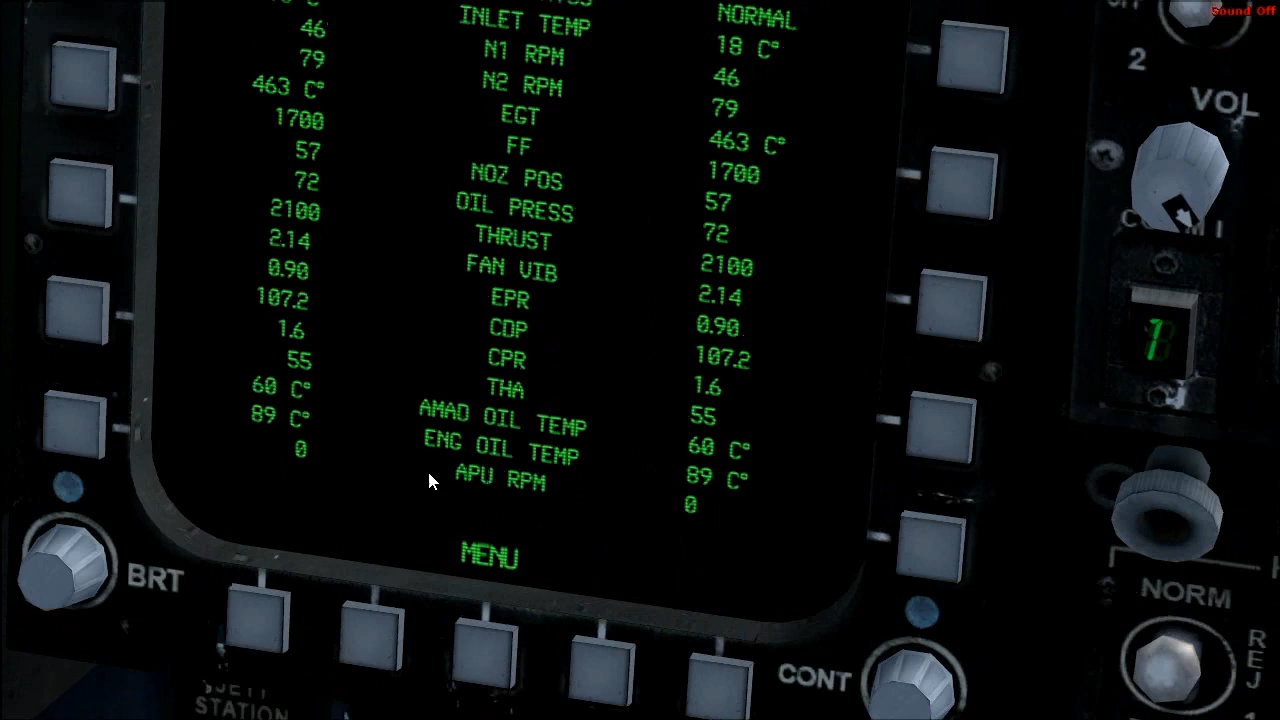 Sound Off
NORMAL
INLET TEMP 18 C°
46 N1 RPM 46
79 N2 RPM 79
463 C° EGT 463 C°
1700 FF 1700
57 NOZ POS 57
72 OIL PRESS 72
2100 THRUST 2100
2.14 FAN VIB 2.14
0.90 EPR 0.90
107.2 CDP 107.2
1.6 CPR 1.6
55 THA 55
60 C° AMAD OIL TEMP 60 C°
89 C° ENG OIL TEMP 89 C°
0 APU RPM 0
MENU
BRT
CONT
STATION
2
VOL
1
NORM
REJ